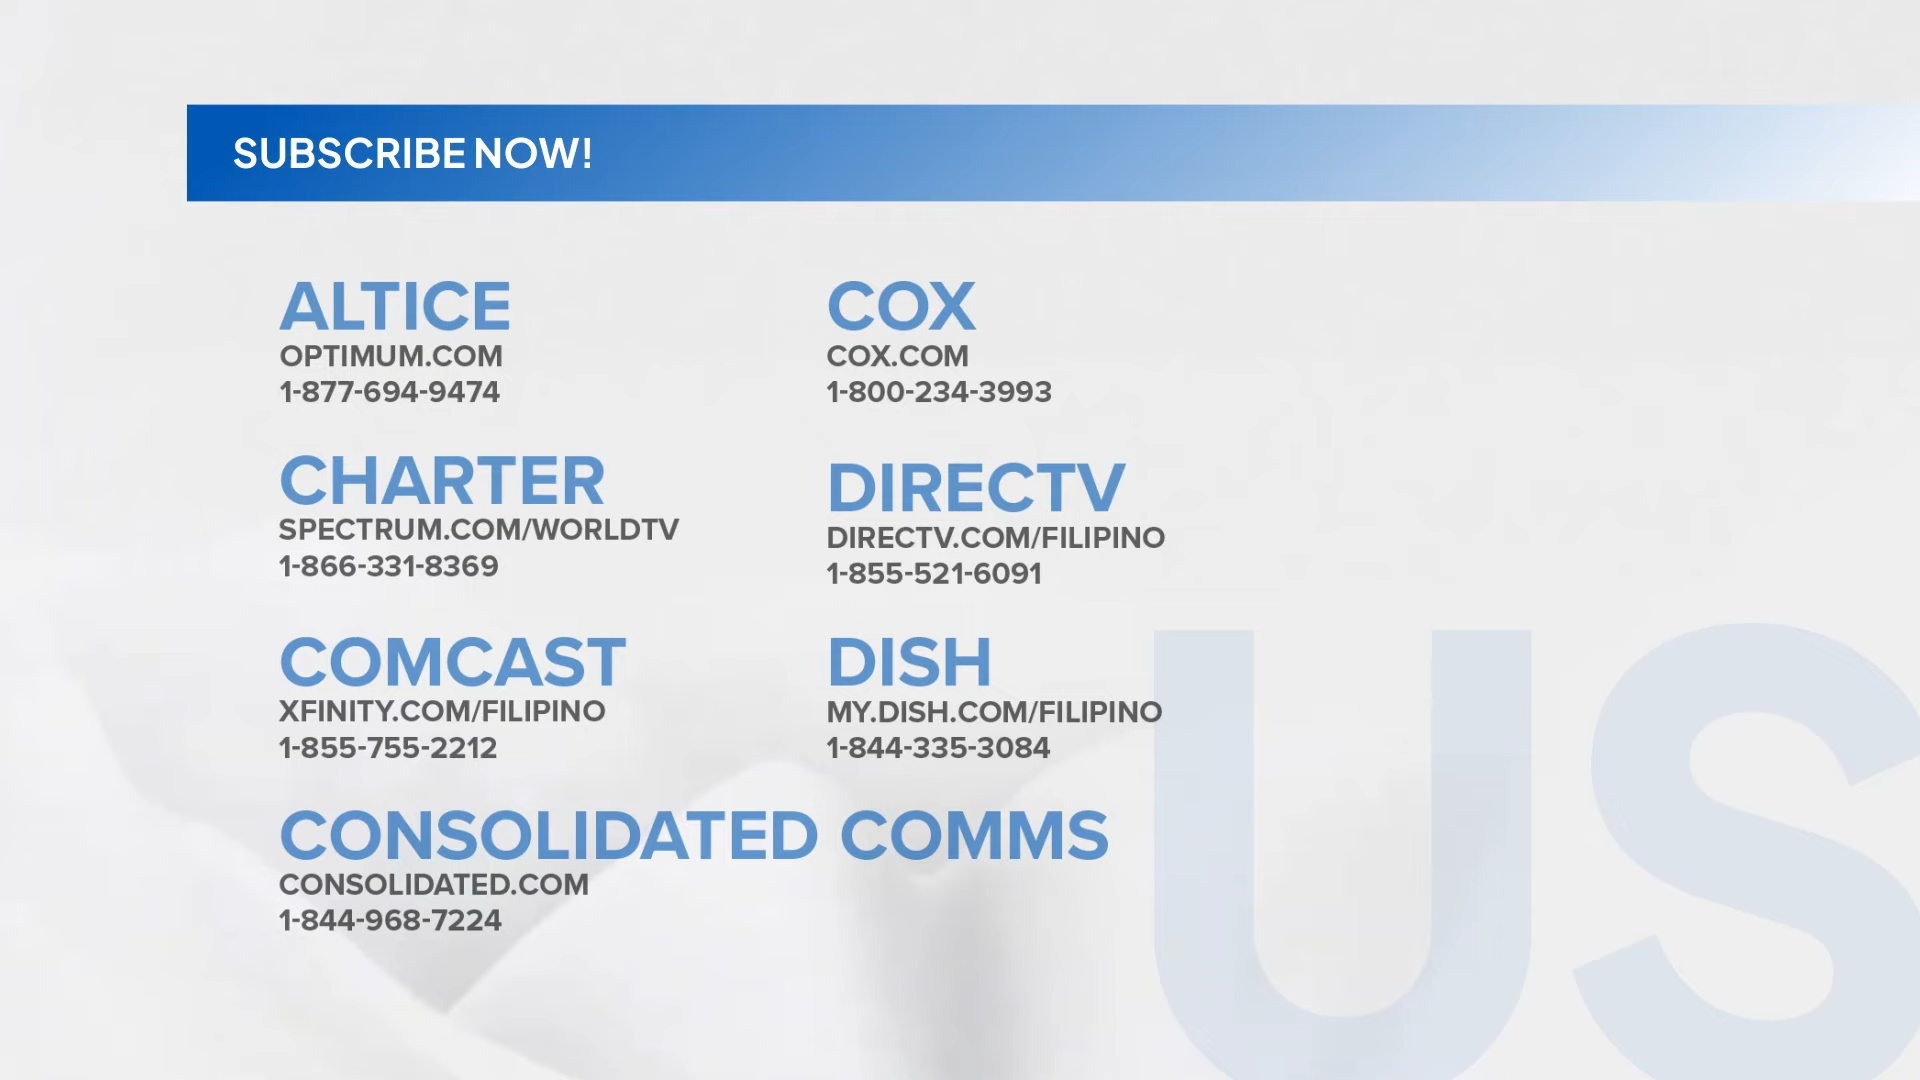 SUBSCRIBE NOW!
ALTICE
OPTIMUM.COM
1-877-694-9474
CHARTER
SPECTRUM.COM/WORLDTV
1-866-331-8369
COMCAST
XFINITY.COM/FILIPINO
1-855-755-2212
CONSOLIDATED COMMS
CONSOLIDATED.COM
1-844-968-7224
COX
COX.COM
1-800-234-3993
DIRECTV
DIRECTV.COM/FILIPINO
1-855-521-6091
DISH
MY.DISH.COM/FILIPINO
1-844-335-3084
US